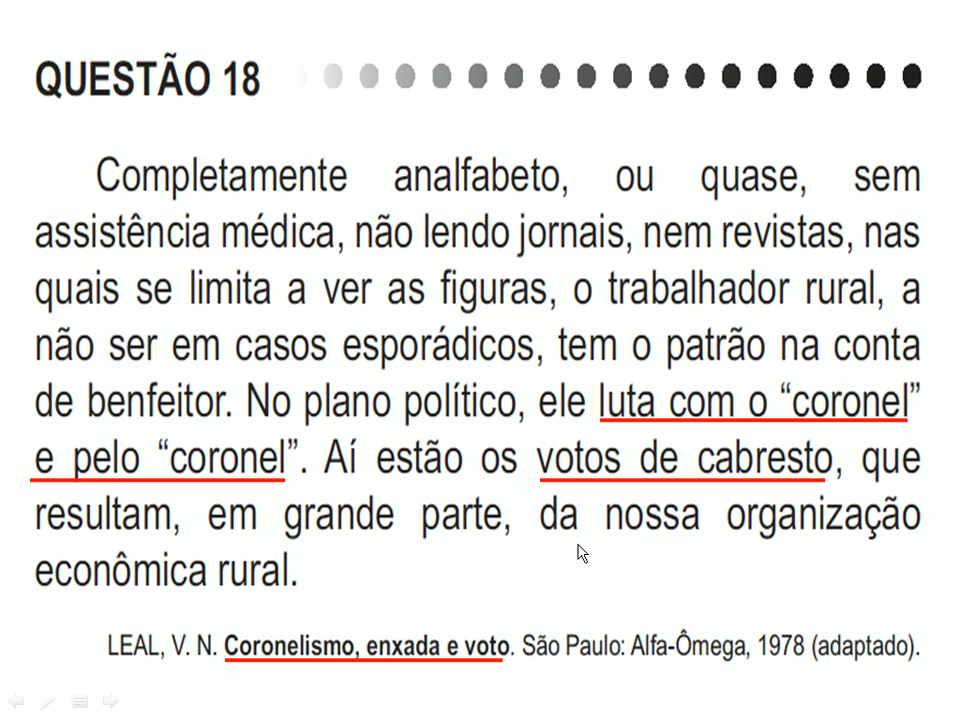 QUESTÃO 18
Completamente analfabeto, ou quase, sem
assistência médica, não lendo jornais, nem revistas, nas
quais se limita a ver as figuras, o trabalhador rural, a
não ser em casos esporádicos, tem o patrão na conta
de benfeitor. No plano político, ele luta com o “coronel”
e pelo “coronel”. Aí estão os votos de cabresto, que
resultam, em grande parte, da nossa organização
econômica rural.
LEAL, V. N. Coronelismo, enxada e voto. São Paulo: Alfa-Ômega, 1978 (adaptado).